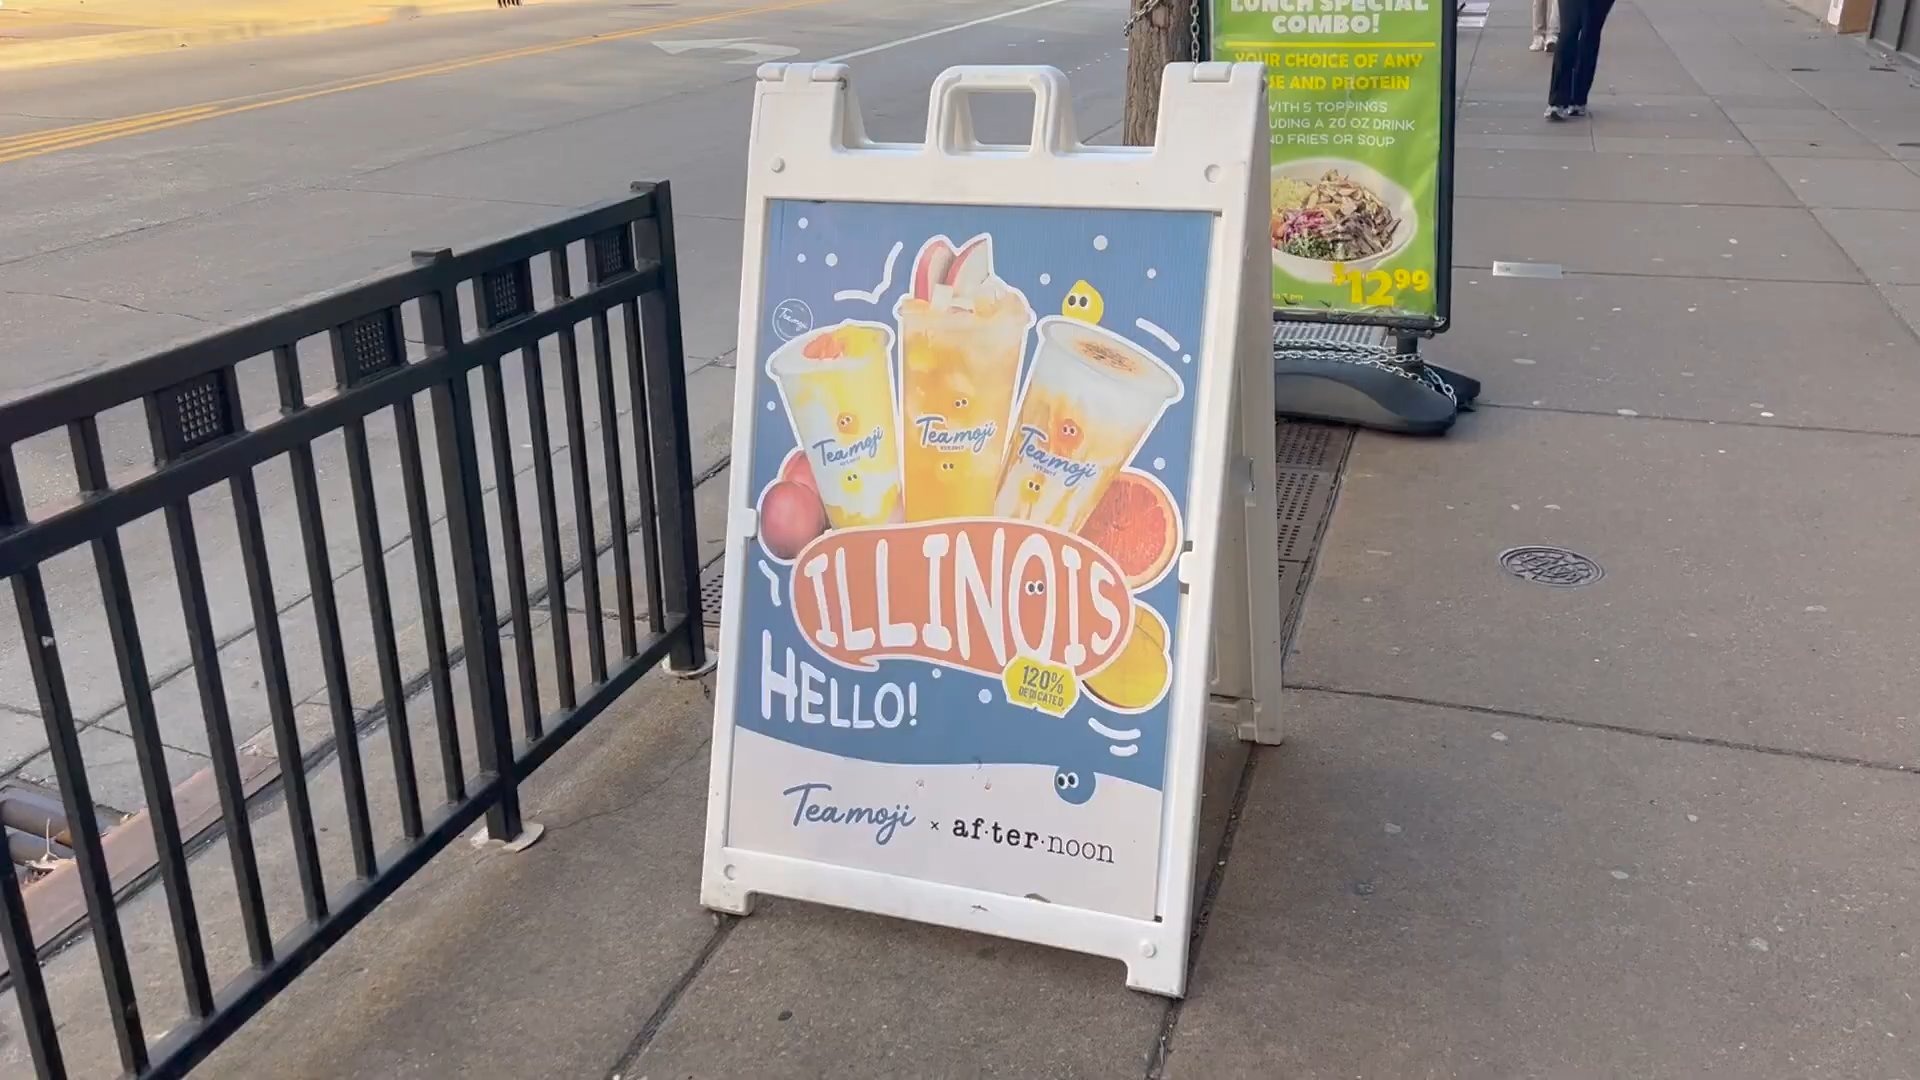 Teamoji
Teamoji
Teamoji
Teamoji
ILLINOIS
120%
DEDICATED
HELLO!
Teamoji × af·ter·noon
LUNCH SPECIAL
COMBO!
YOUR CHOICE OF ANY
AND PROTEIN
WITH 5 TOPPINGS
A 20 OZ DRINK
FRIES OR SOUP
$12.99